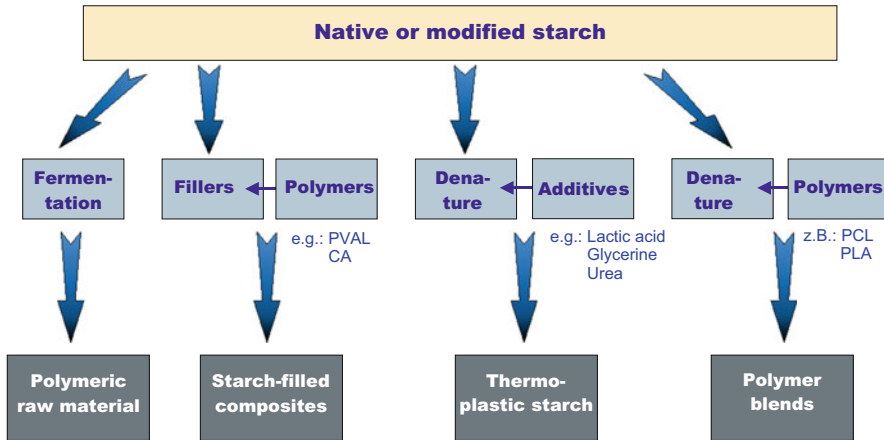 Native or modified starch
Fermen-
tation
Fillers
Polymers
Dena-
ture
Additives
Dena-
ture
Polymers
e.g.: PVAL
CA
e.g.: Lactic acid
Glycerine
Urea
z.B.: PCL
PLA
Polymeric
raw material
Starch-filled
composites
Thermo-
plastic starch
Polymer
blends